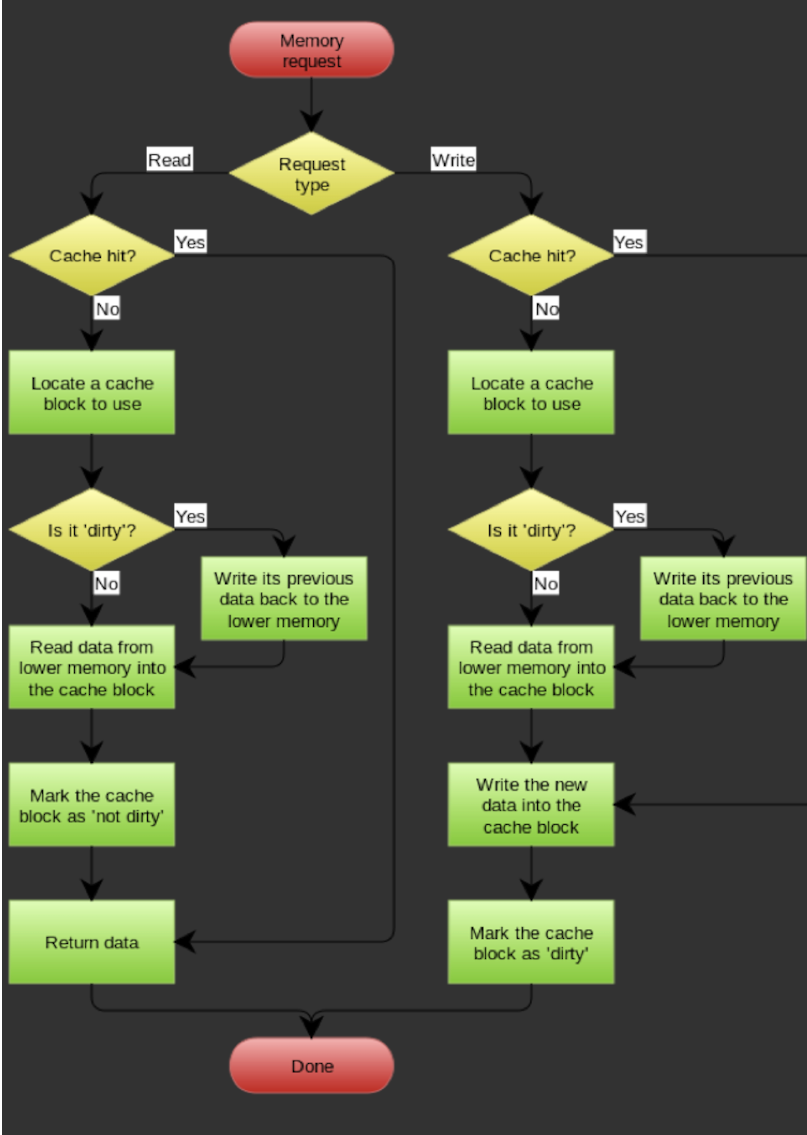 Memory
request
Request
type
Read
Write
Cache hit?
Yes
No
Cache hit?
Yes
No
Locate a cache
block to use
Locate a cache
block to use
Is it 'dirty'?
Yes
No
Is it 'dirty'?
Yes
No
Write its previous
data back to the
lower memory
Write its previous
data back to the
lower memory
Read data from
lower memory into
the cache block
Read data from
lower memory into
the cache block
Mark the cache
block as 'not dirty'
Write the new
data into the
cache block
Return data
Mark the cache
block as 'dirty'
Done